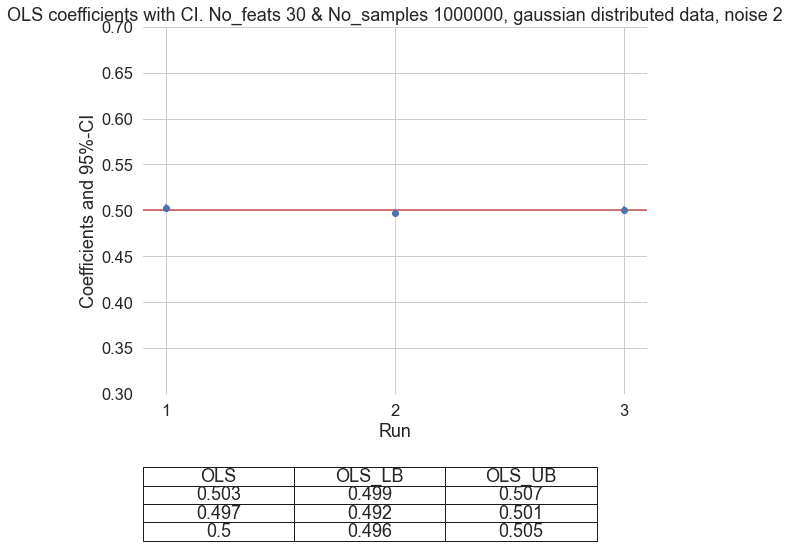 OLS coefficients with CI. No_feats 30 & No_samples 1000000, gaussian distributed data, noise 2
0.70
0.65
0.60
0.55
0.50
0.45
0.40
0.35
0.30
Coefficients and 95%-CI
1 2 3
Run
OLS OLS_LB OLS_UB
0.503 0.499 0.507
0.497 0.492 0.501
0.5 0.496 0.505